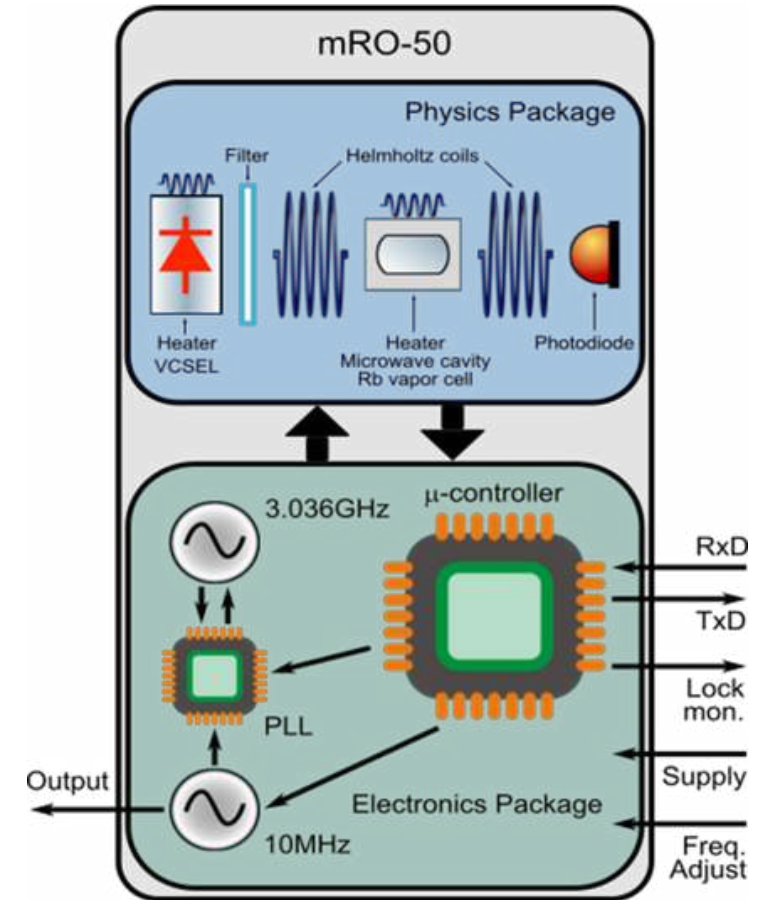 mRO-50
Physics Package
Filter
Helmholtz coils
Heater
VCSEL
Heater
Microwave cavity
Rb vapor cell
Photodiode
3.036GHz
μ-controller
RxD
TxD
Lock
mon.
PLL
Supply
Output
Electronics Package
10MHz
Freq.
Adjust